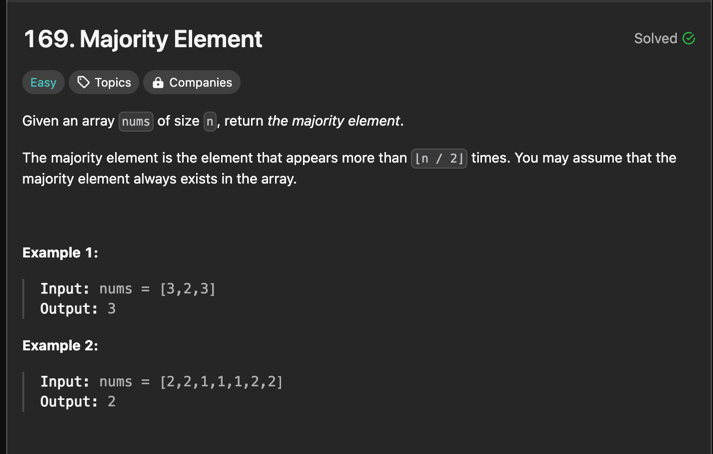 169. Majority Element
Solved
Easy
Topics
Companies
Given an array nums of size n, return the majority element.
The majority element is the element that appears more than ⌊n / 2⌋ times. You may assume that the
majority element always exists in the array.
Example 1:
Input: nums = [3,2,3]
Output: 3
Example 2:
Input: nums = [2,2,1,1,1,2,2]
Output: 2